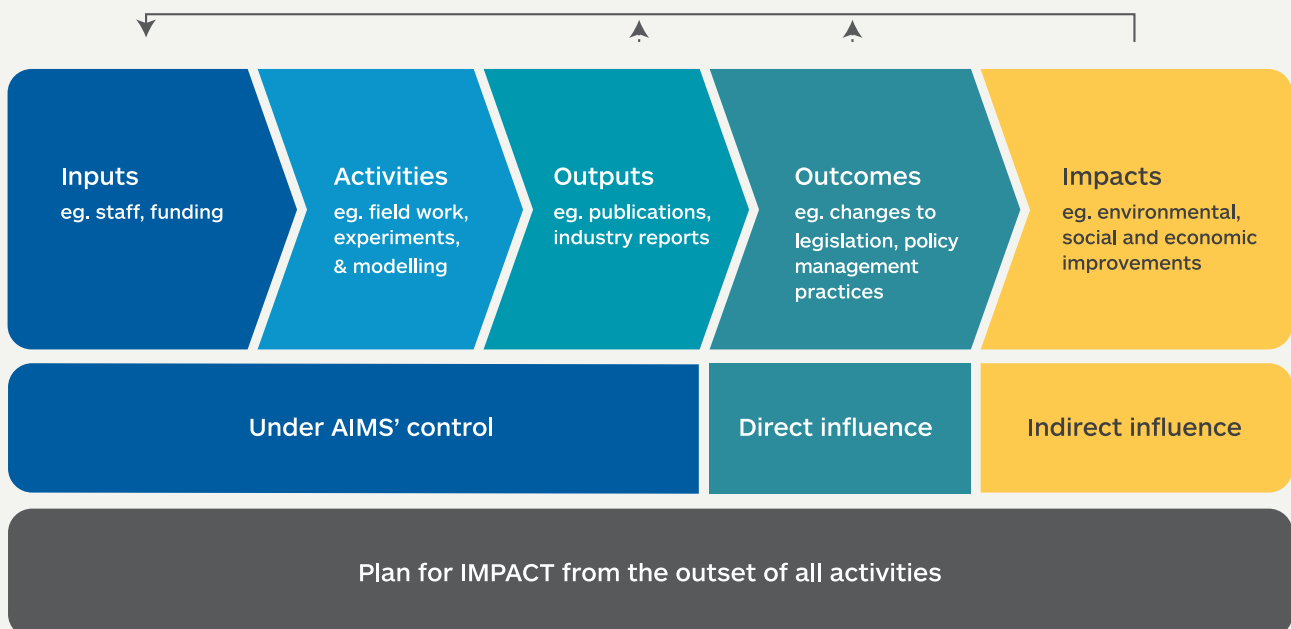 Inputs
eg. staff, funding
Activities
eg. field work,
experiments,
& modelling
Outputs
eg. publications,
industry reports
Outcomes
eg. changes to
legislation, policy
management
practices
Impacts
eg. environmental,
social and economic
improvements
Under AIMS’ control
Direct influence
Indirect influence
Plan for IMPACT from the outset of all activities